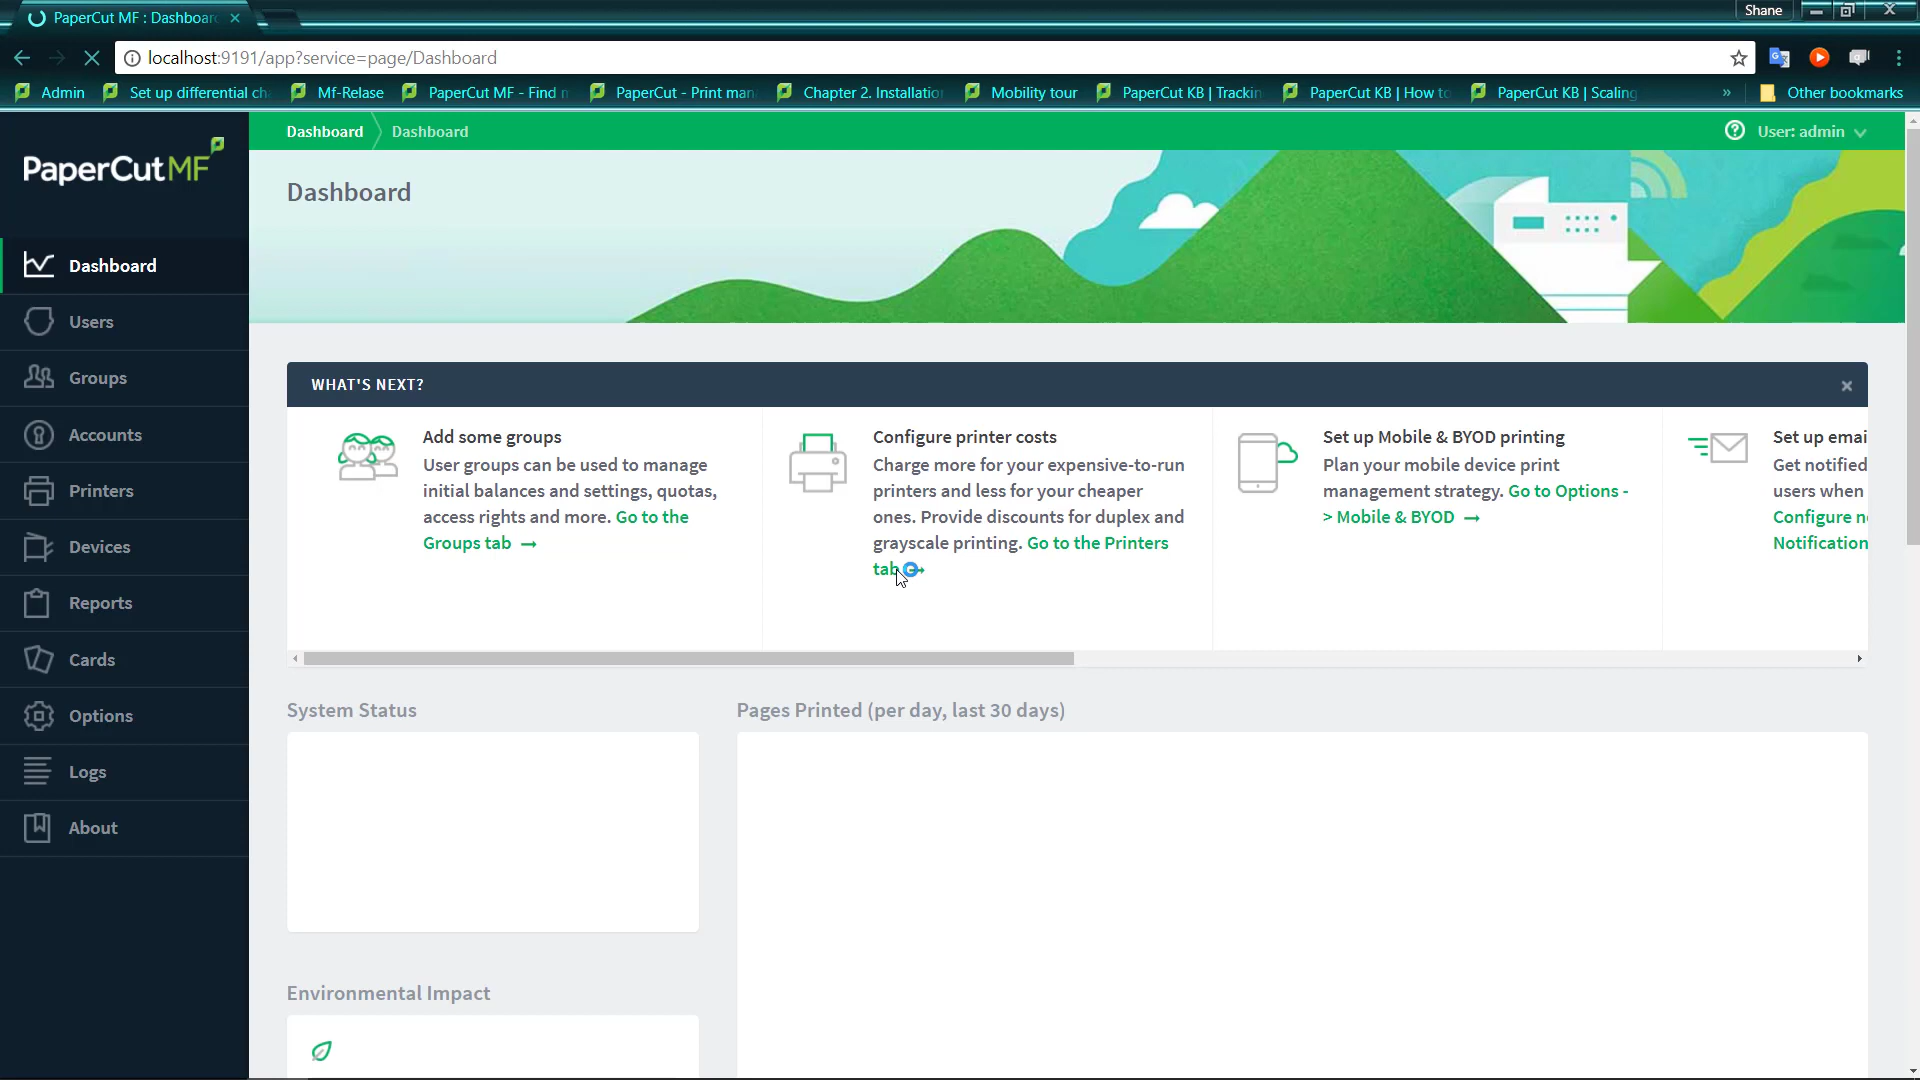 PaperCut MF : Dashboar
Shane
localhost:9191/app?service=page/Dashboard
Admin
Set up differential ch
Mf-Relase
PaperCut MF - Find
PaperCut - Print man
Chapter 2. Installatio
Mobility tour
PaperCut KB | Trackin
PaperCut KB | How to
PaperCut KB | Scaling
»
Other bookmarks
PaperCut MF
Dashboard
Dashboard
User: admin
Dashboard
Dashboard
Users
Groups
Accounts
Printers
Devices
Reports
Cards
Options
Logs
About
WHAT'S NEXT?
Add some groups
User groups can be used to manage
initial balances and settings, quotas,
access rights and more. Go to the
Groups tab →
Configure printer costs
Charge more for your expensive-to-run
printers and less for your cheaper
ones. Provide discounts for duplex and
grayscale printing. Go to the Printers
tab
Set up Mobile & BYOD printing
Plan your mobile device print
management strategy. Go to Options -
> Mobile & BYOD →
Set up emai
Get notified
users when
Configure n
Notification
System Status
Pages Printed (per day, last 30 days)
Environmental Impact